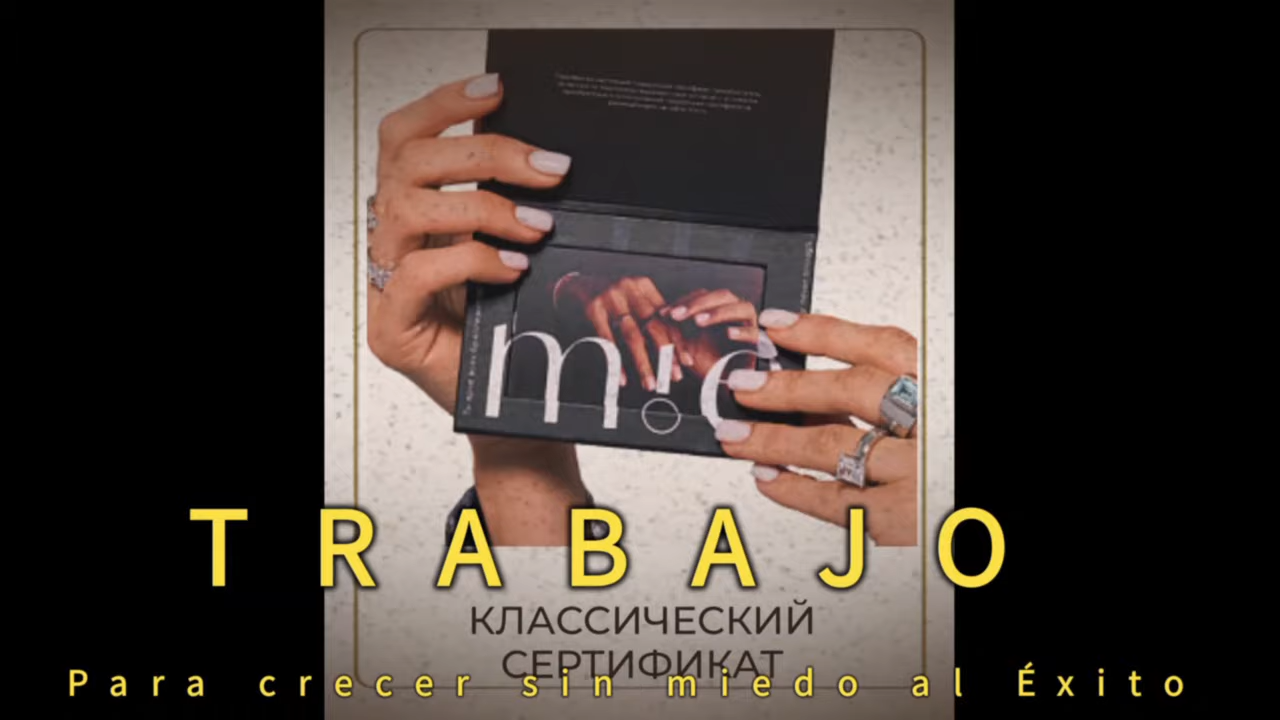 m!e
TRABAJO
КЛАССИЧЕСКИЙ
СЕРТИФИКАТ
Para crecer sin miedo al Éxito